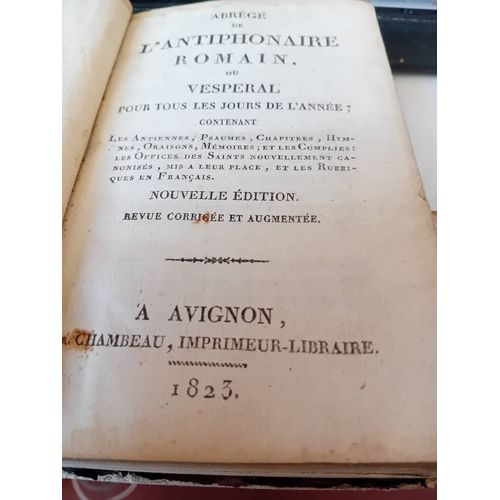 ABRÉGÉ
DE
L'ANTIPHONAIRE
ROMAIN.
OU
VESPERAL
POUR TOUS LES JOURS DE L'ANNÉE;
CONTENANT
LES ANTIENNES, PSAUMES, CHAPITRES, HYM-
NES, ORAISONS, MÉMOIRES; ET LES COMPLIES:
LES OFFICES DES SAINTS NOUVELLEMENT CA-
NONISÉS, MIS A LEUR PLACE, ET LES RUBRI-
QUES EN FRANÇAIS.
NOUVELLE ÉDITION.
REVUE CORRIGÉE ET AUGMENTÉE.
A AVIGNON,
CHAMBEAU, IMPRIMEUR-LIBRAIRE.
1823.